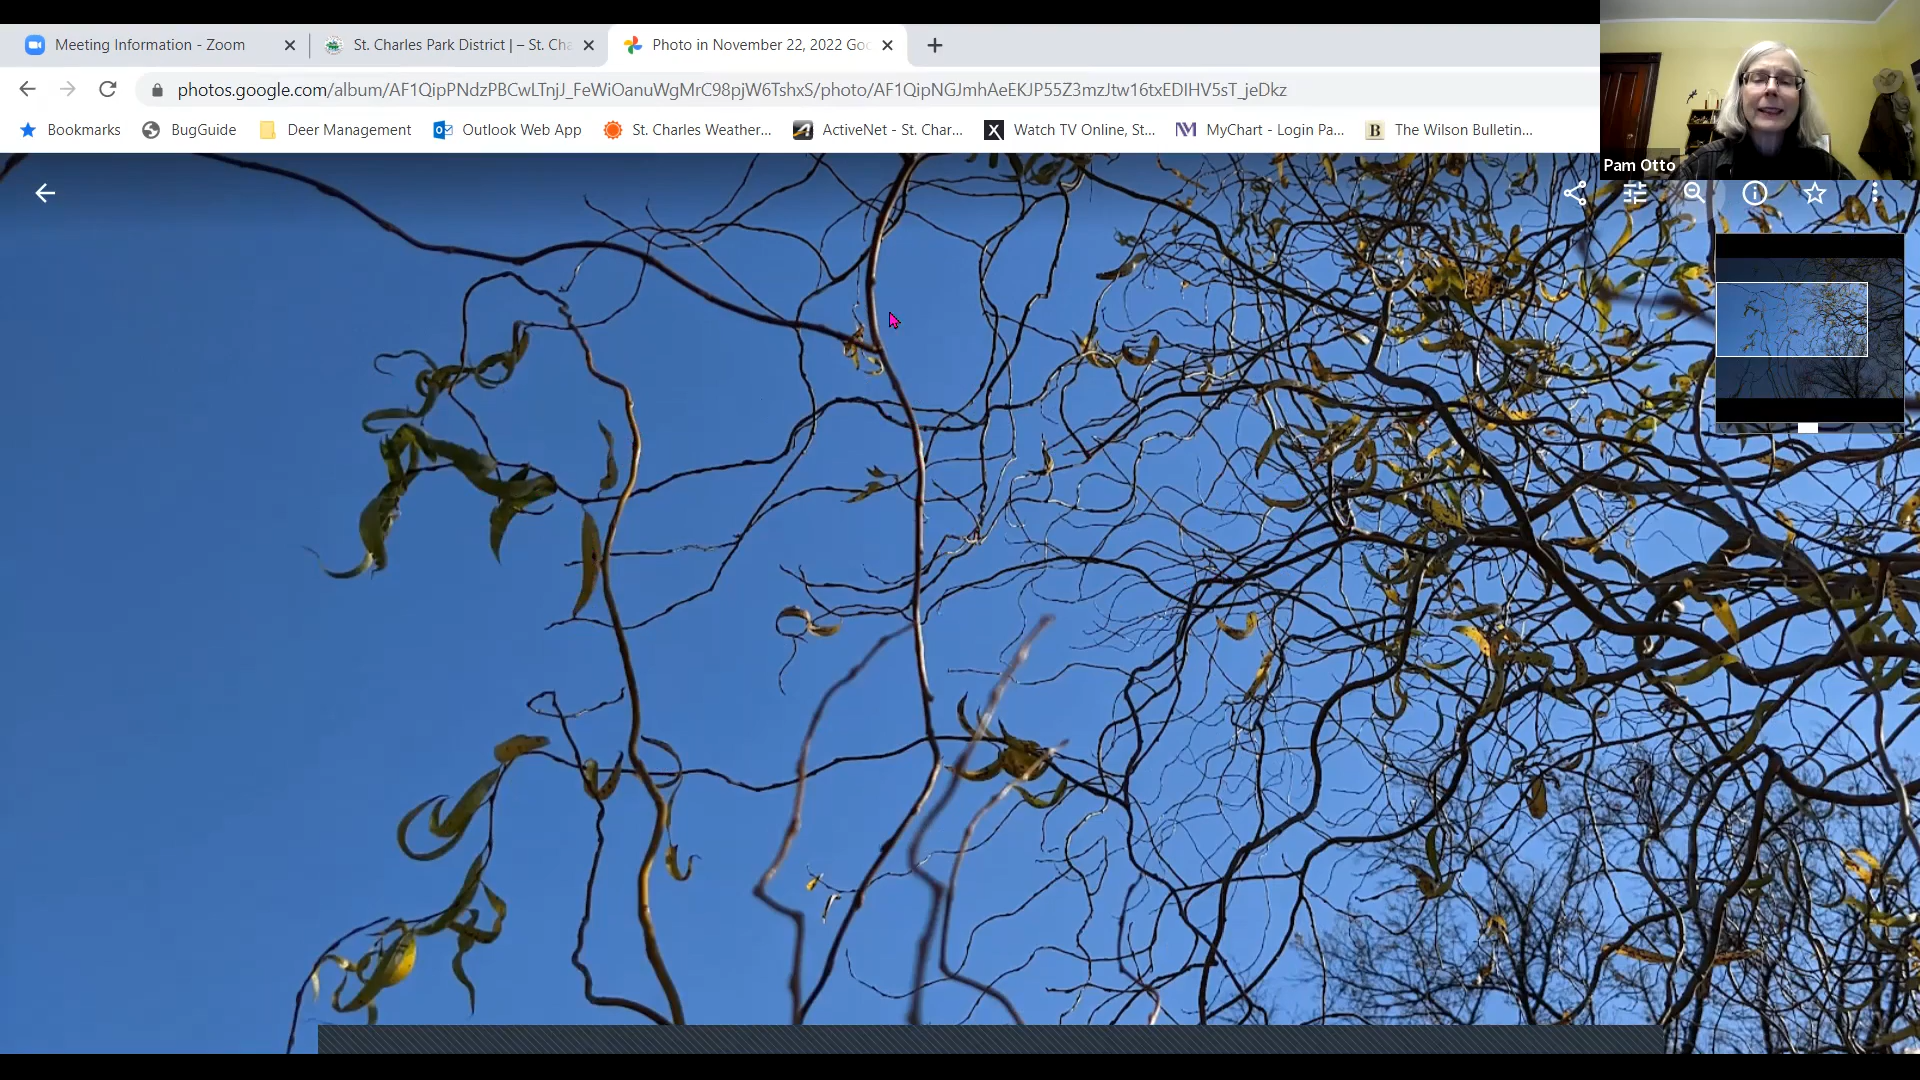 Meeting Information - Zoom
St. Charles Park District | – St. Cha
Photo in November 22, 2022 Goo
photos.google.com/album/AF1QipPNdzPBCwLTnjJ_FeWiOanuWgMrC98pjW6TshxS/photo/AF1QipNGJmhAeEKJP55Z3mzJtw16txEDIHV5sT_jeDkz
Bookmarks
BugGuide
Deer Management
Outlook Web App
St. Charles Weather...
ActiveNet - St. Char...
X
Watch TV Online, St...
MyChart - Login Pa...
B
The Wilson Bulletin...
Pam Otto